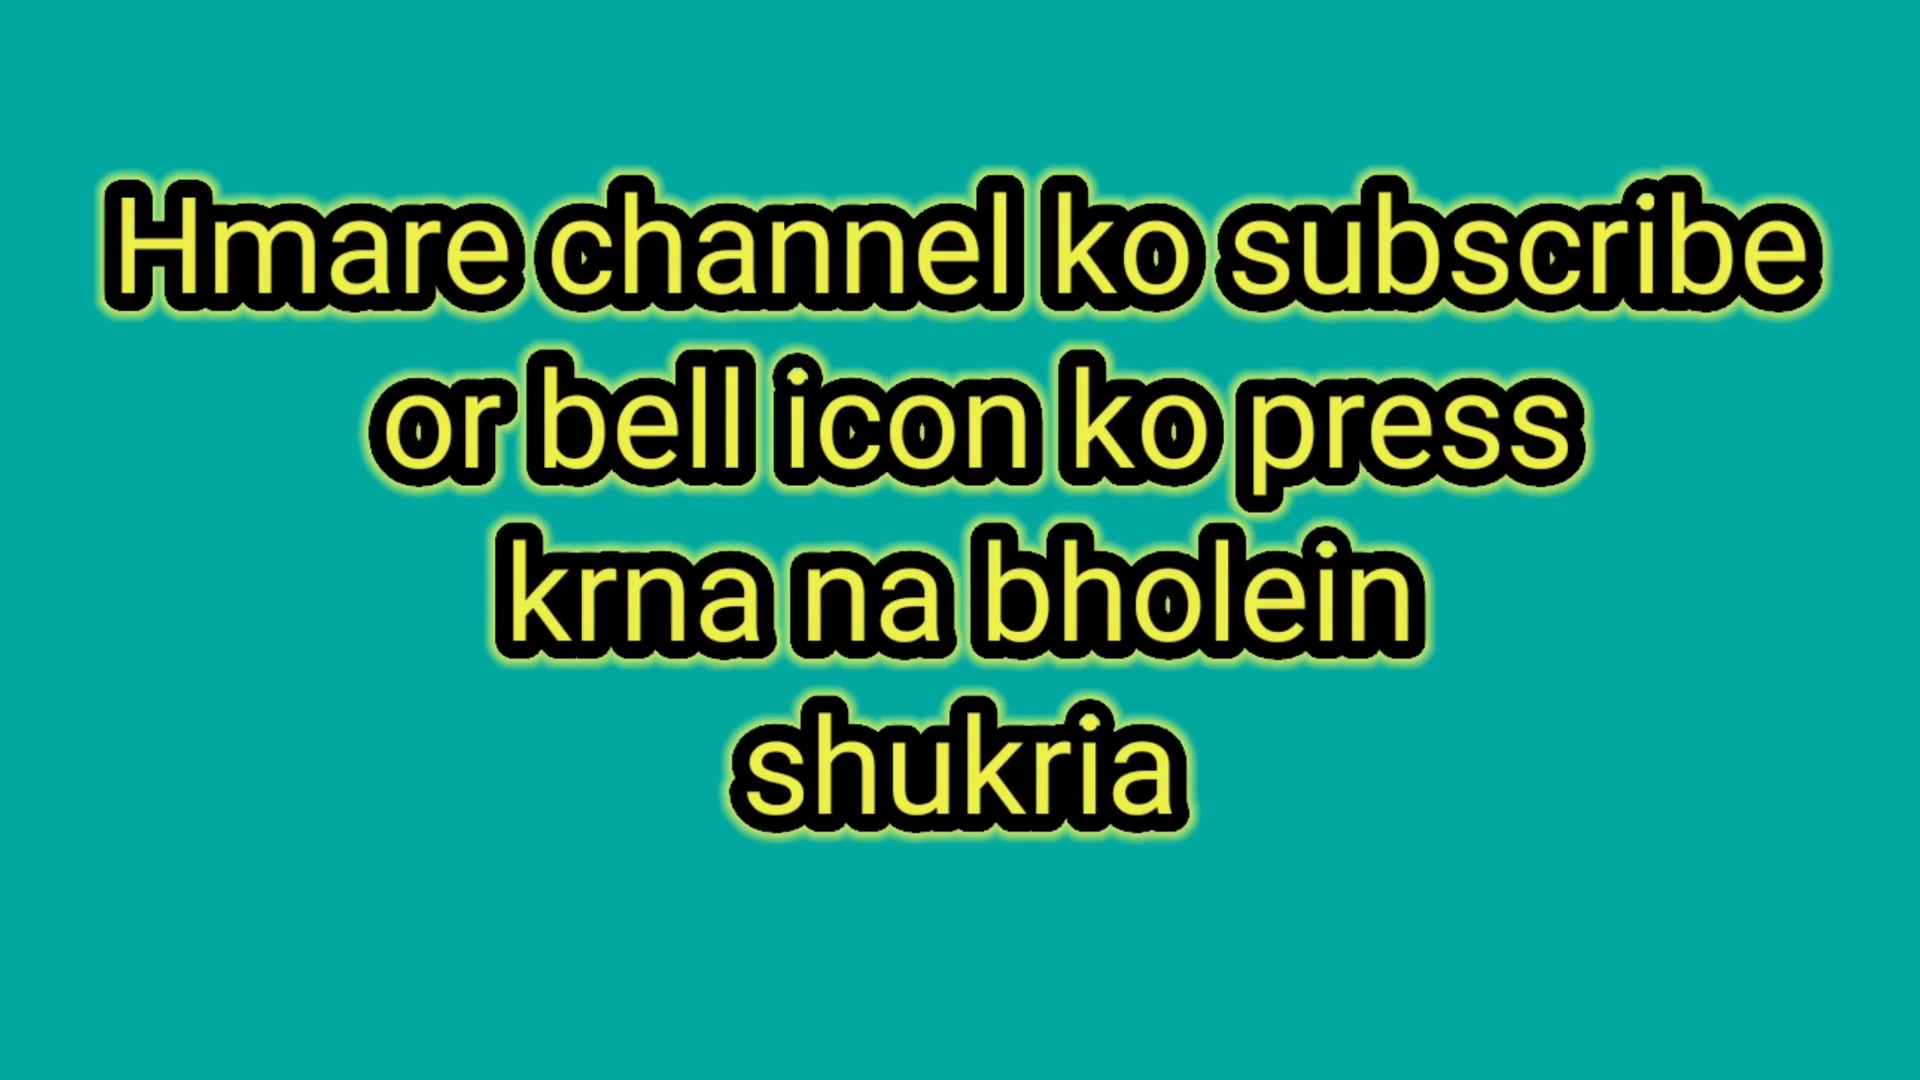 Hmare channel ko subscribe
or bell icon ko press
krna na bholein
shukria